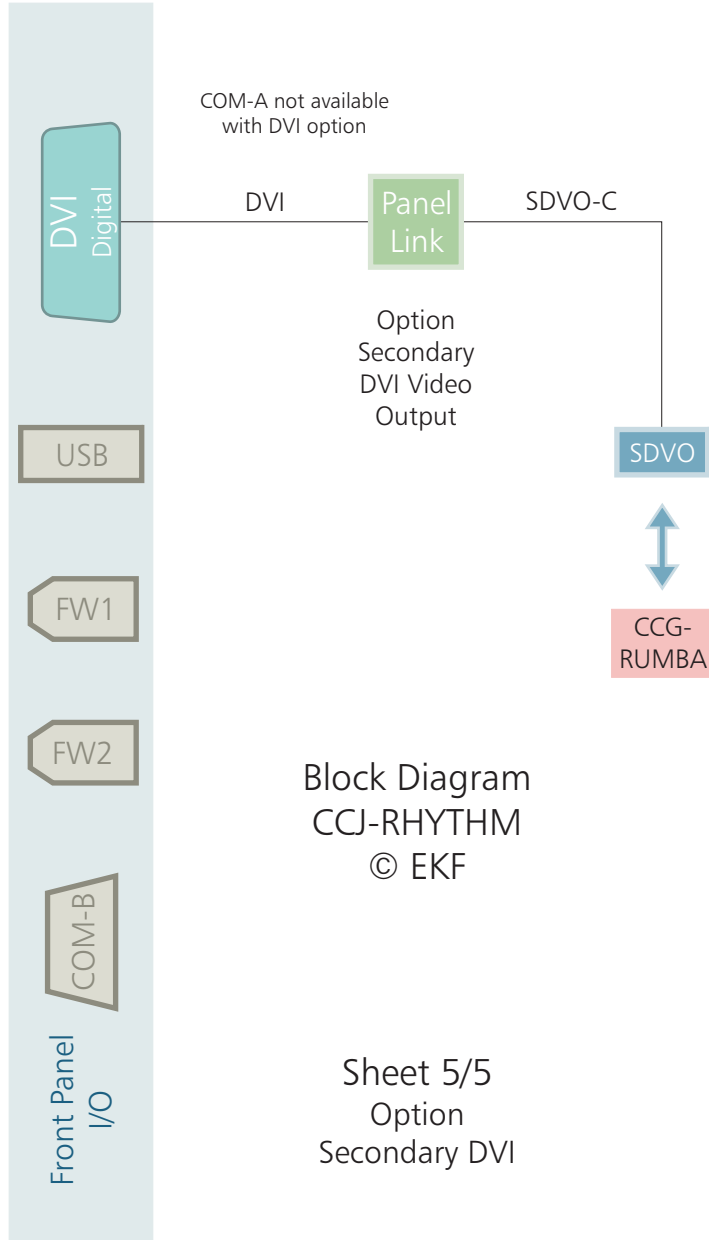 COM-A not available
with DVI option
DVI
Digital
DVI
Panel
Link
SDVO-C
Option
Secondary
DVI Video
Output
USB
SDVO
FW1
CCG-
RUMBA
FW2
Block Diagram
CCJ-RHYTHM
© EKF
COM-B
Front Panel
I/O
Sheet 5/5
Option
Secondary DVI